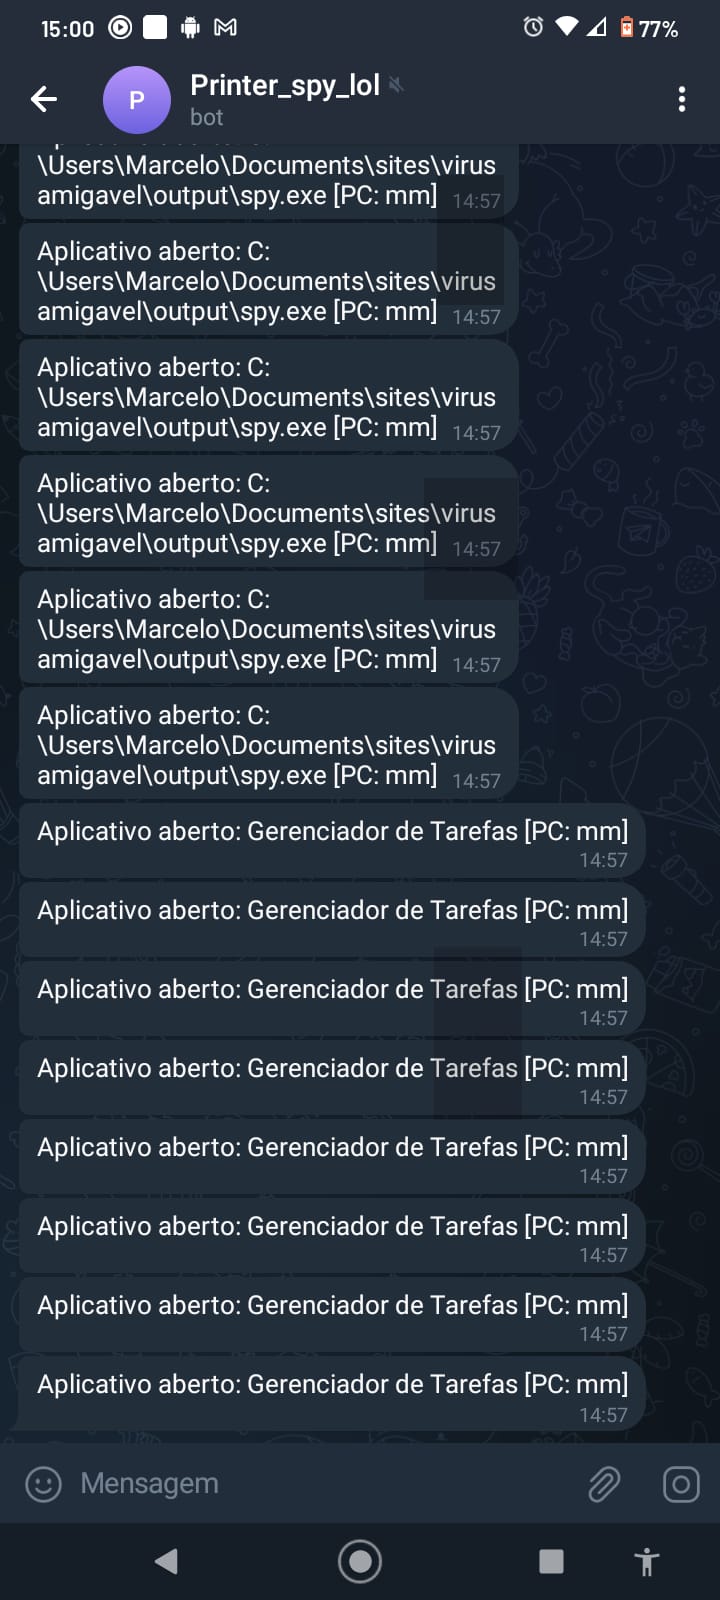 15:00
77%
P
Printer_spy_lol
bot
\Users\Marcelo\Documents\sites\virus
amigavel\output\spy.exe [PC: mm] 14:57
Aplicativo aberto: C:
\Users\Marcelo\Documents\sites\virus
amigavel\output\spy.exe [PC: mm] 14:57
Aplicativo aberto: C:
\Users\Marcelo\Documents\sites\virus
amigavel\output\spy.exe [PC: mm] 14:57
Aplicativo aberto: C:
\Users\Marcelo\Documents\sites\virus
amigavel\output\spy.exe [PC: mm] 14:57
Aplicativo aberto: C:
\Users\Marcelo\Documents\sites\virus
amigavel\output\spy.exe [PC: mm] 14:57
Aplicativo aberto: C:
\Users\Marcelo\Documents\sites\virus
amigavel\output\spy.exe [PC: mm] 14:57
Aplicativo aberto: Gerenciador de Tarefas [PC: mm]
14:57
Aplicativo aberto: Gerenciador de Tarefas [PC: mm]
14:57
Aplicativo aberto: Gerenciador de Tarefas [PC: mm]
14:57
Aplicativo aberto: Gerenciador de Tarefas [PC: mm]
14:57
Aplicativo aberto: Gerenciador de Tarefas [PC: mm]
14:57
Aplicativo aberto: Gerenciador de Tarefas [PC: mm]
14:57
Aplicativo aberto: Gerenciador de Tarefas [PC: mm]
14:57
Aplicativo aberto: Gerenciador de Tarefas [PC: mm]
14:57
Mensagem